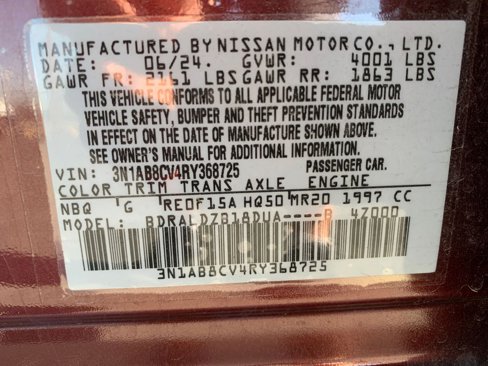 MANUFACTURED BY NISSAN MOTOR CO., LTD.
DATE: 06/24. GVWR: 4001 LBS
GAWR FR: 2161 LBS GAWR RR: 1863 LBS
THIS VEHICLE CONFORMS TO ALL APPLICABLE FEDERAL MOTOR
VEHICLE SAFETY, BUMPER AND THEFT PREVENTION STANDARDS
IN EFFECT ON THE DATE OF MANUFACTURE SHOWN ABOVE.
SEE OWNER'S MANUAL FOR ADDITIONAL INFORMATION.
VIN: 3N1AB8CV4RY368725 PASSENGER CAR.
COLOR TRIM TRANS AXLE ENGINE
NBQ G RE0F15A HQ50 MR20 1997 CC
MODEL: BDRALDZB18DUA----B 4Z000
3N1AB8CV4RY368725